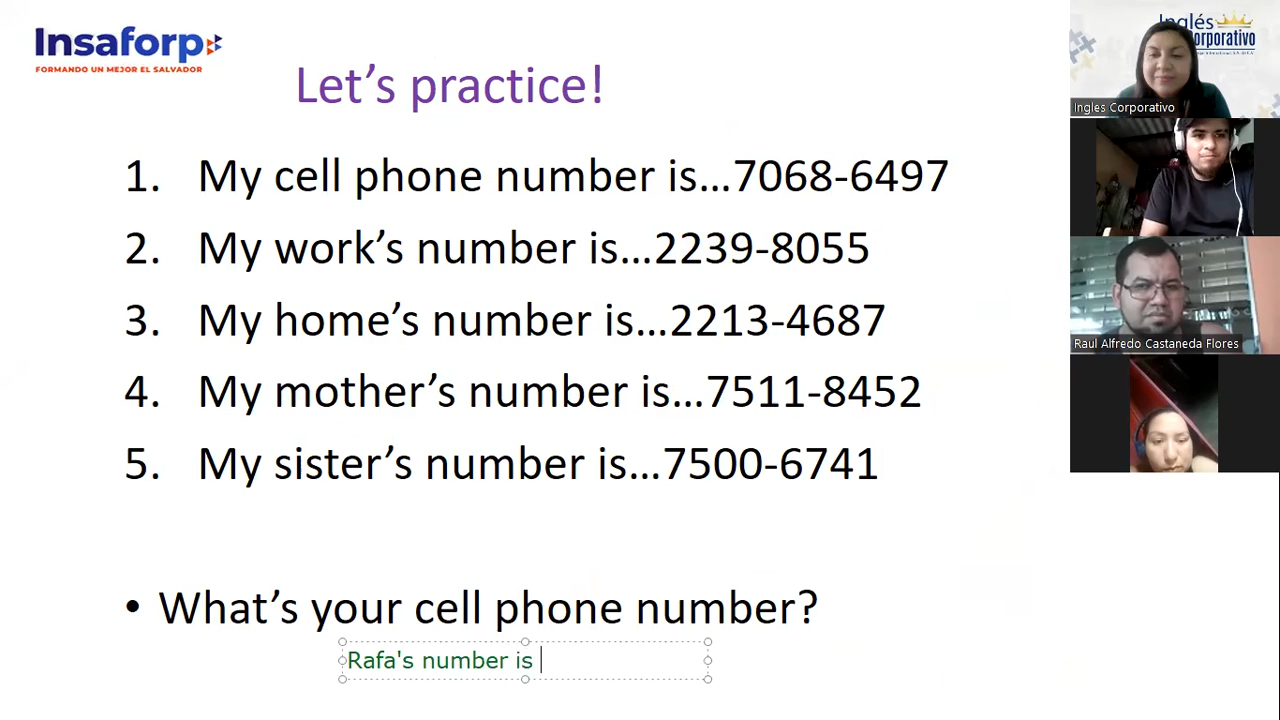 Insaforp
FORMANDO UN MEJOR EL SALVADOR
Let's practice!
1. My cell phone number is...7068-6497
2. My work's number is...2239-8055
3. My home's number is...2213-4687
4. My mother's number is...7511-8452
5. My sister's number is...7500-6741
• What's your cell phone number?
Rafa's number is
Inglés
orporativo
Ingles Corporativo
Raul Alfredo Castaneda Flores